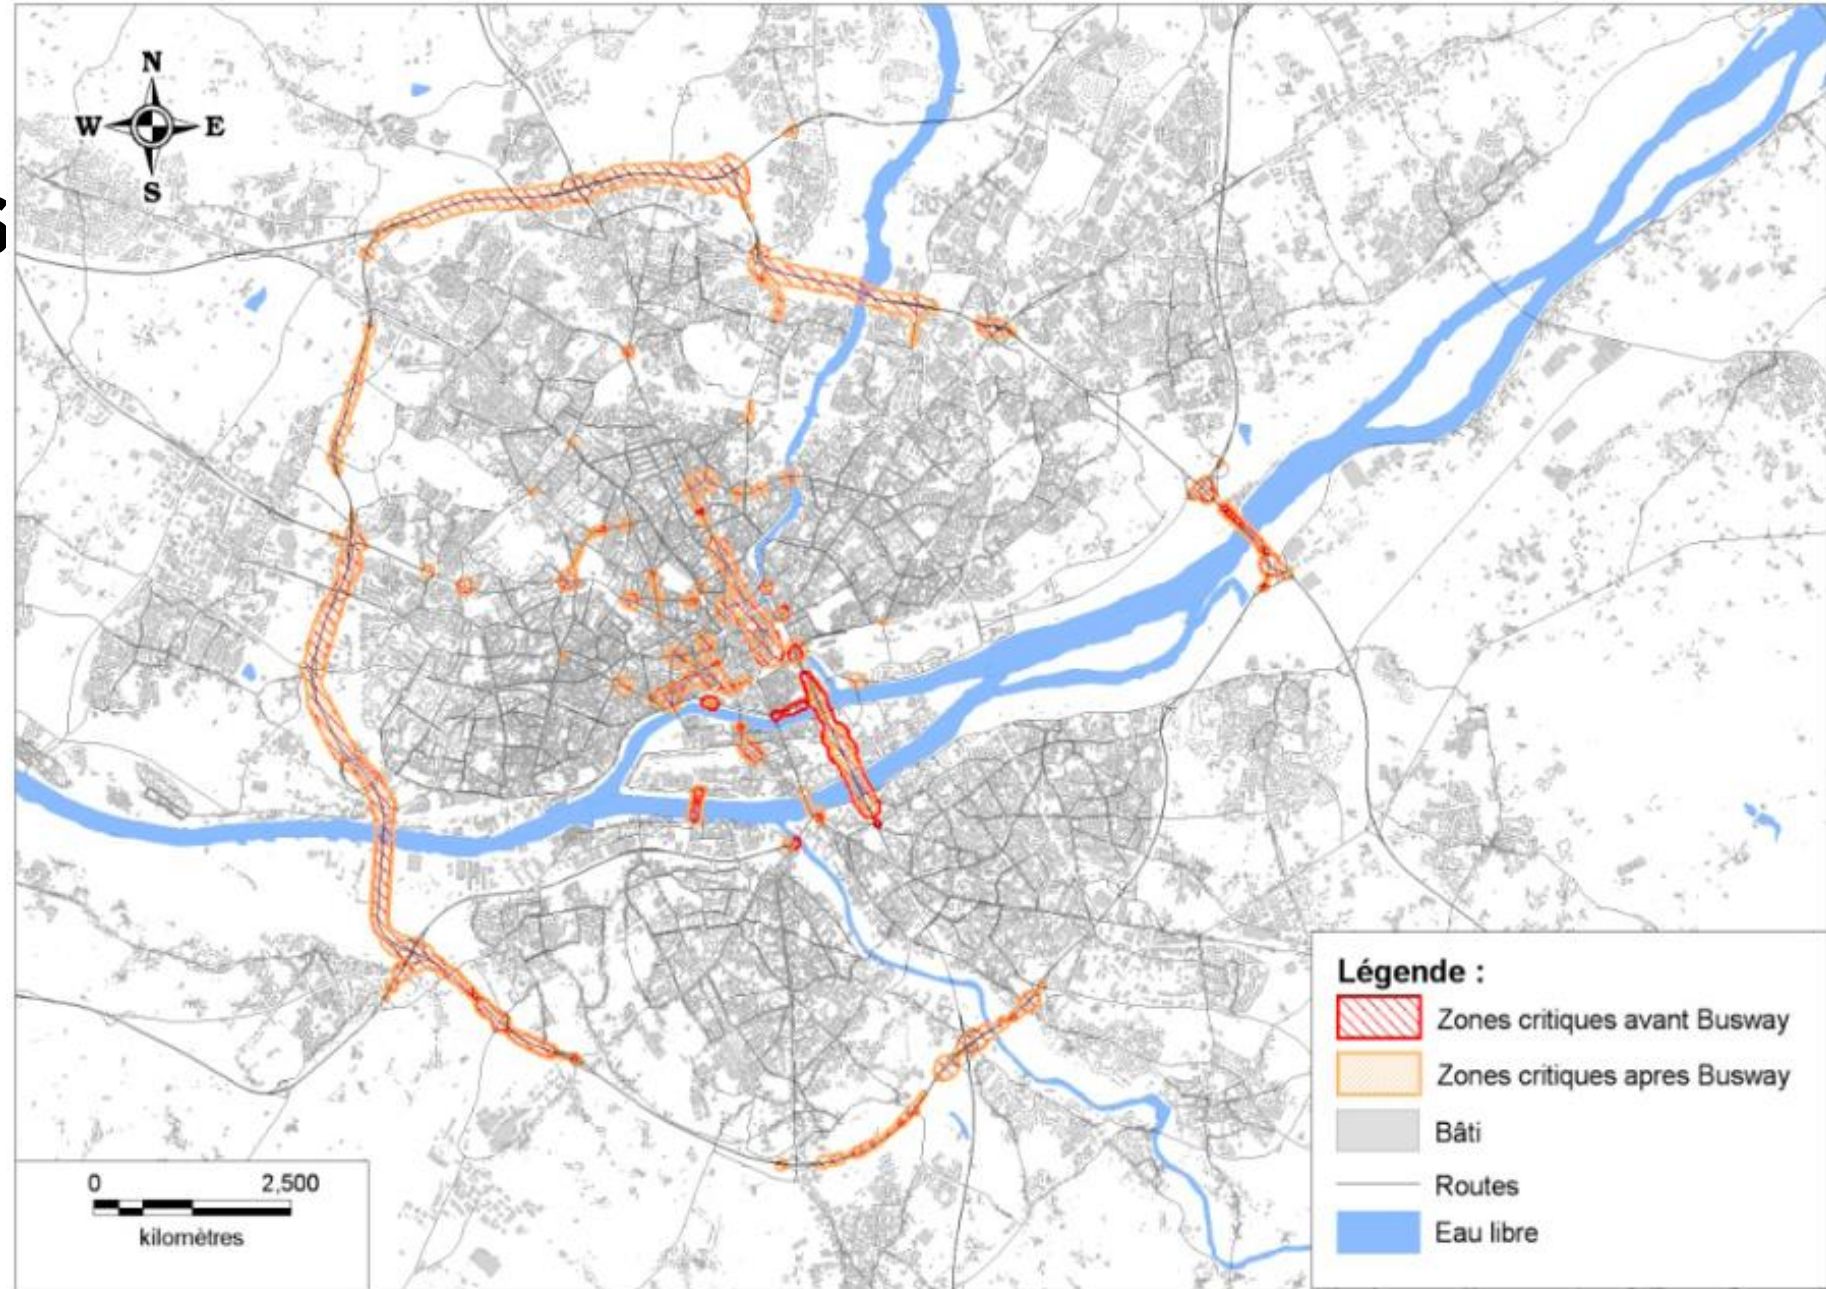 N
W E
S
s
Légende :
Zones critiques avant Busway
Zones critiques apres Busway
Bâti
Routes
Eau libre
0 2,500
kilomètres